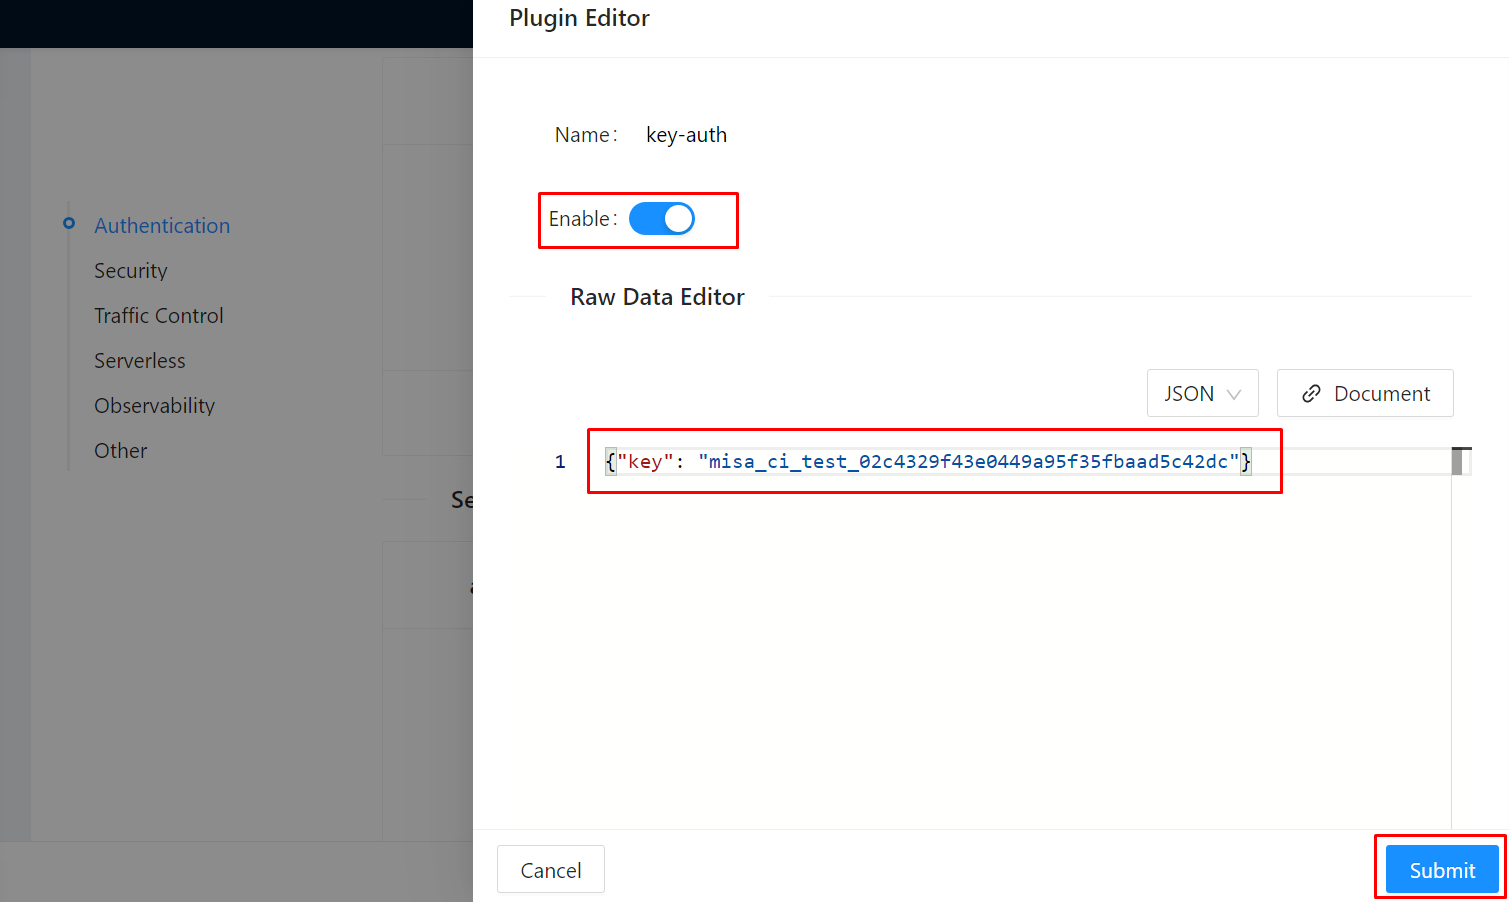 Plugin Editor
Name: key-auth
Enable:
Authentication
Security
Traffic Control
Serverless
Observability
Other
Raw Data Editor
JSON
Document
1 {"key": "misa_ci_test_02c4329f43e0449a95f35fbaad5c42dc"}
Se
Cancel
Submit